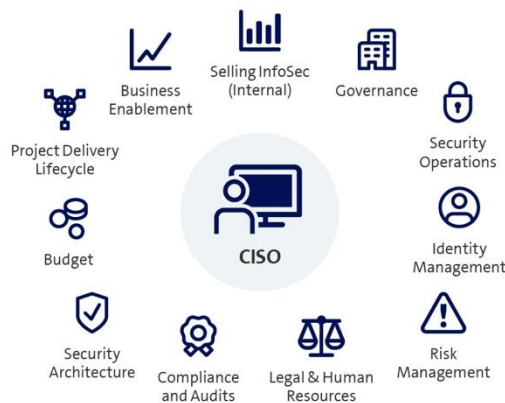 Selling InfoSec
(Internal)
Governance
Security
Operations
Identity
Management
Risk
Management
Legal & Human
Resources
Compliance
and Audits
Security
Architecture
Budget
Project Delivery
Lifecycle
Business
Enablement
CISO